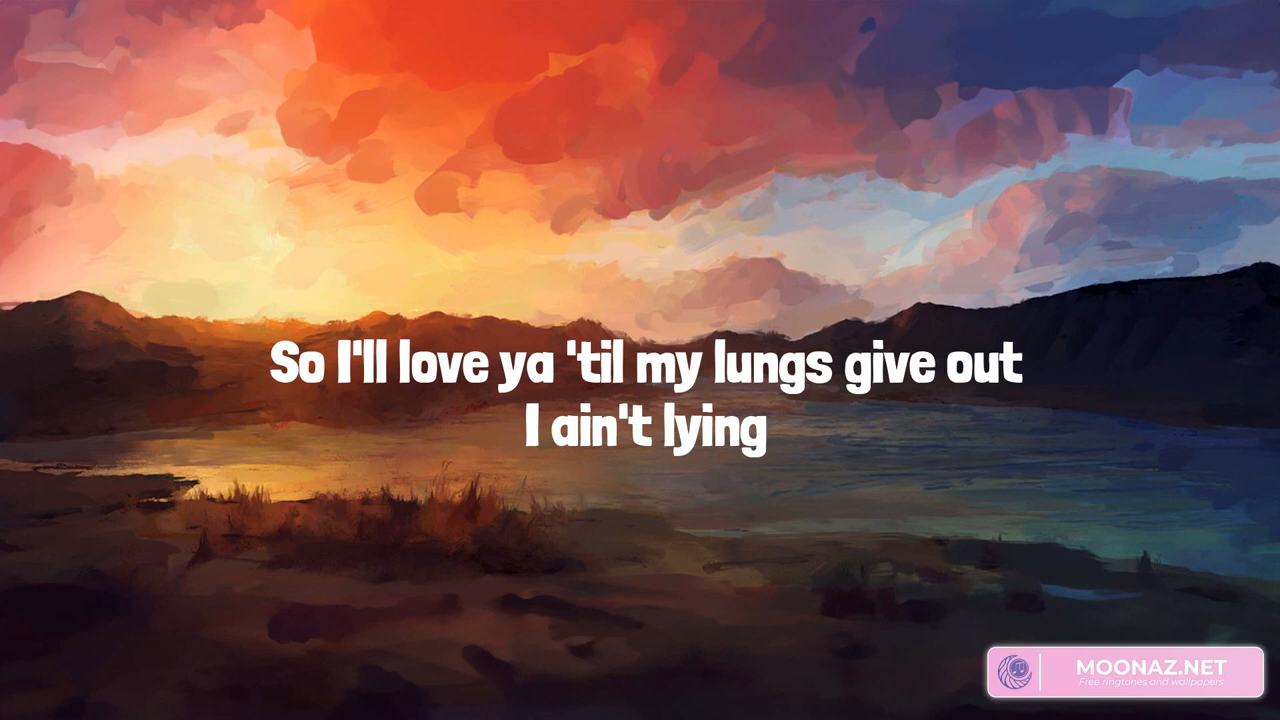 So I'll love ya 'til my lungs give out
I ain't lying
MOONAZ.NET
Free ringtones and wallpapers